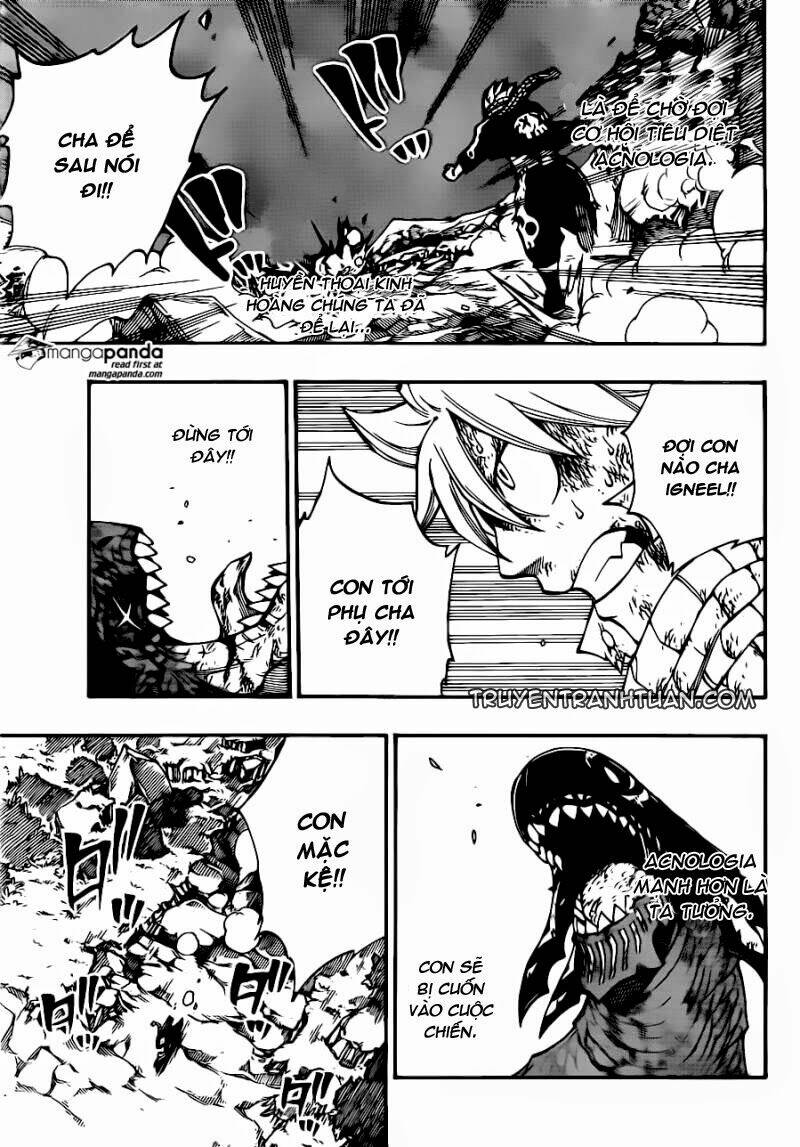 LÀ ĐỂ CHỜ ĐỢI
CƠ HỘI TIÊU DIỆT
ACNOLOGIA.
CHA ĐỂ
SAU NÓI
ĐI!!
HUYỀN THOẠI KINH
HOÀNG CHÚNG TA ĐÃ
ĐỂ LẠI...
mangapanda
read first at
mangapanda.com
ĐỢI CON
NÀO CHA
IGNEEL!!
CON TỚI
PHỤ CHA
ĐÂY!!
ĐỪNG TỚI
ĐÂY!!
TRUYENTRANHTUAN.COM
ACNOLOGIA
MẠNH HƠN LÀ
TA TƯỞNG.
CON SẼ
BỊ CUỐN
VÀO CUỘC
CHIẾN.
CON
MẶC
KỆ!!